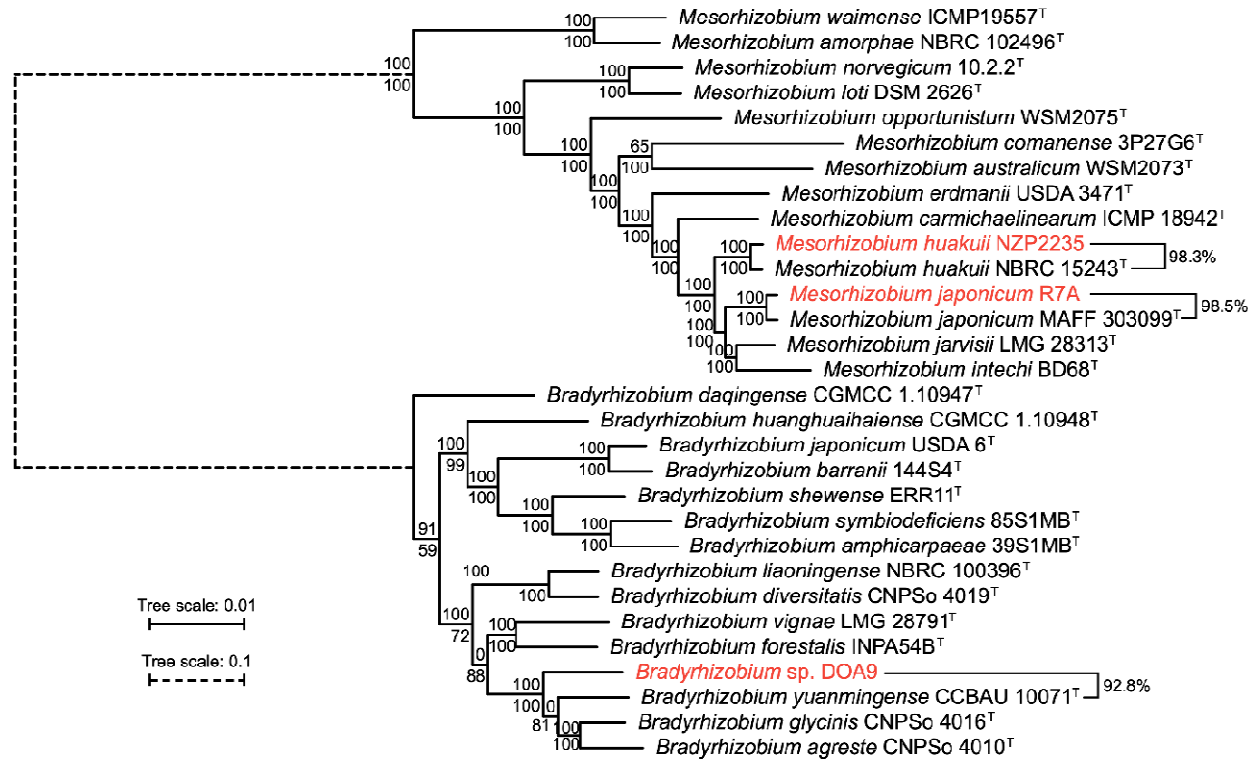 100 Mesorhizobium waimense ICMP19557ᵀ
100 Mesorhizobium amorphae NBRC 102496ᵀ
100
100
100 Mesorhizobium norvegicum 10.2.2ᵀ
100 Mesorhizobium loti DSM 2626ᵀ
100
100
Mesorhizobium opportunistum WSM2075ᵀ
100
100
65 Mesorhizobium comanense 3P27G6ᵀ
100 Mesorhizobium australicum WSM2073ᵀ
100
100
Mesorhizobium erdmanii USDA 3471ᵀ
100
100
Mesorhizobium carmichaelinearum ICMP 18942ᵀ
100
100
100 Mesorhizobium huakuii NZP2235
100 Mesorhizobium huakuii NBRC 15243ᵀ
98.3%
100
100
100 Mesorhizobium japonicum R7A
100 Mesorhizobium japonicum MAFF 303099ᵀ
98.5%
100
100
Mesorhizobium jarvisii LMG 28313ᵀ
100
Mesorhizobium intechi BD68ᵀ
Bradyrhizobium daqingense CGMCC 1.10947ᵀ
Bradyrhizobium huanghuaihaiense CGMCC 1.10948ᵀ
100
99
100 Bradyrhizobium japonicum USDA 6ᵀ
100 Bradyrhizobium barranii 144S4ᵀ
100
100
Bradyrhizobium shewense ERR11ᵀ
100
100
100 Bradyrhizobium symbiodeficiens 85S1MBᵀ
100 Bradyrhizobium amphicarpaeae 39S1MBᵀ
91
59
100 Bradyrhizobium liaoningense NBRC 100396ᵀ
100 Bradyrhizobium diversitatis CNPSo 4019ᵀ
100
72
100 Bradyrhizobium vignae LMG 28791ᵀ
100 Bradyrhizobium forestalis INPA54Bᵀ
0
88
Bradyrhizobium sp. DOA9
100
100
92.8%
Bradyrhizobium yuanmingense CCBAU 10071ᵀ
0
81
100 Bradyrhizobium glycinis CNPSo 4016ᵀ
100 Bradyrhizobium agreste CNPSo 4010ᵀ
Tree scale: 0.01
Tree scale: 0.1